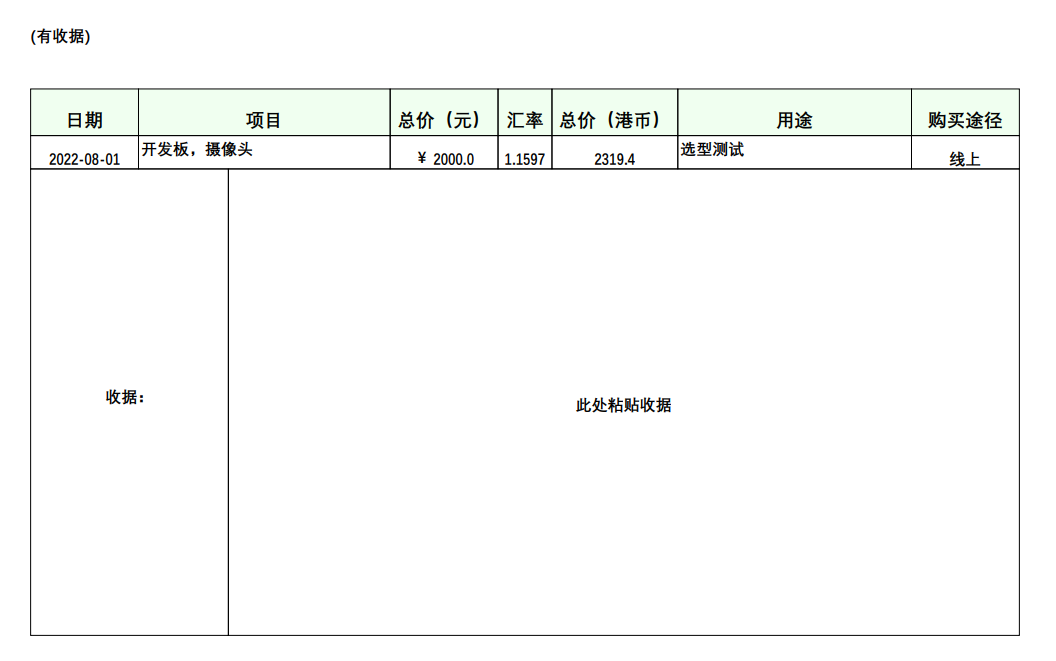 (有收据)
日期 项目 总价（元） 汇率 总价（港币） 用途 购买途径
2022-08-01 开发板，摄像头 ￥ 2000.0 1.1597 2319.4 选型测试 线上
收据： 此处粘贴收据